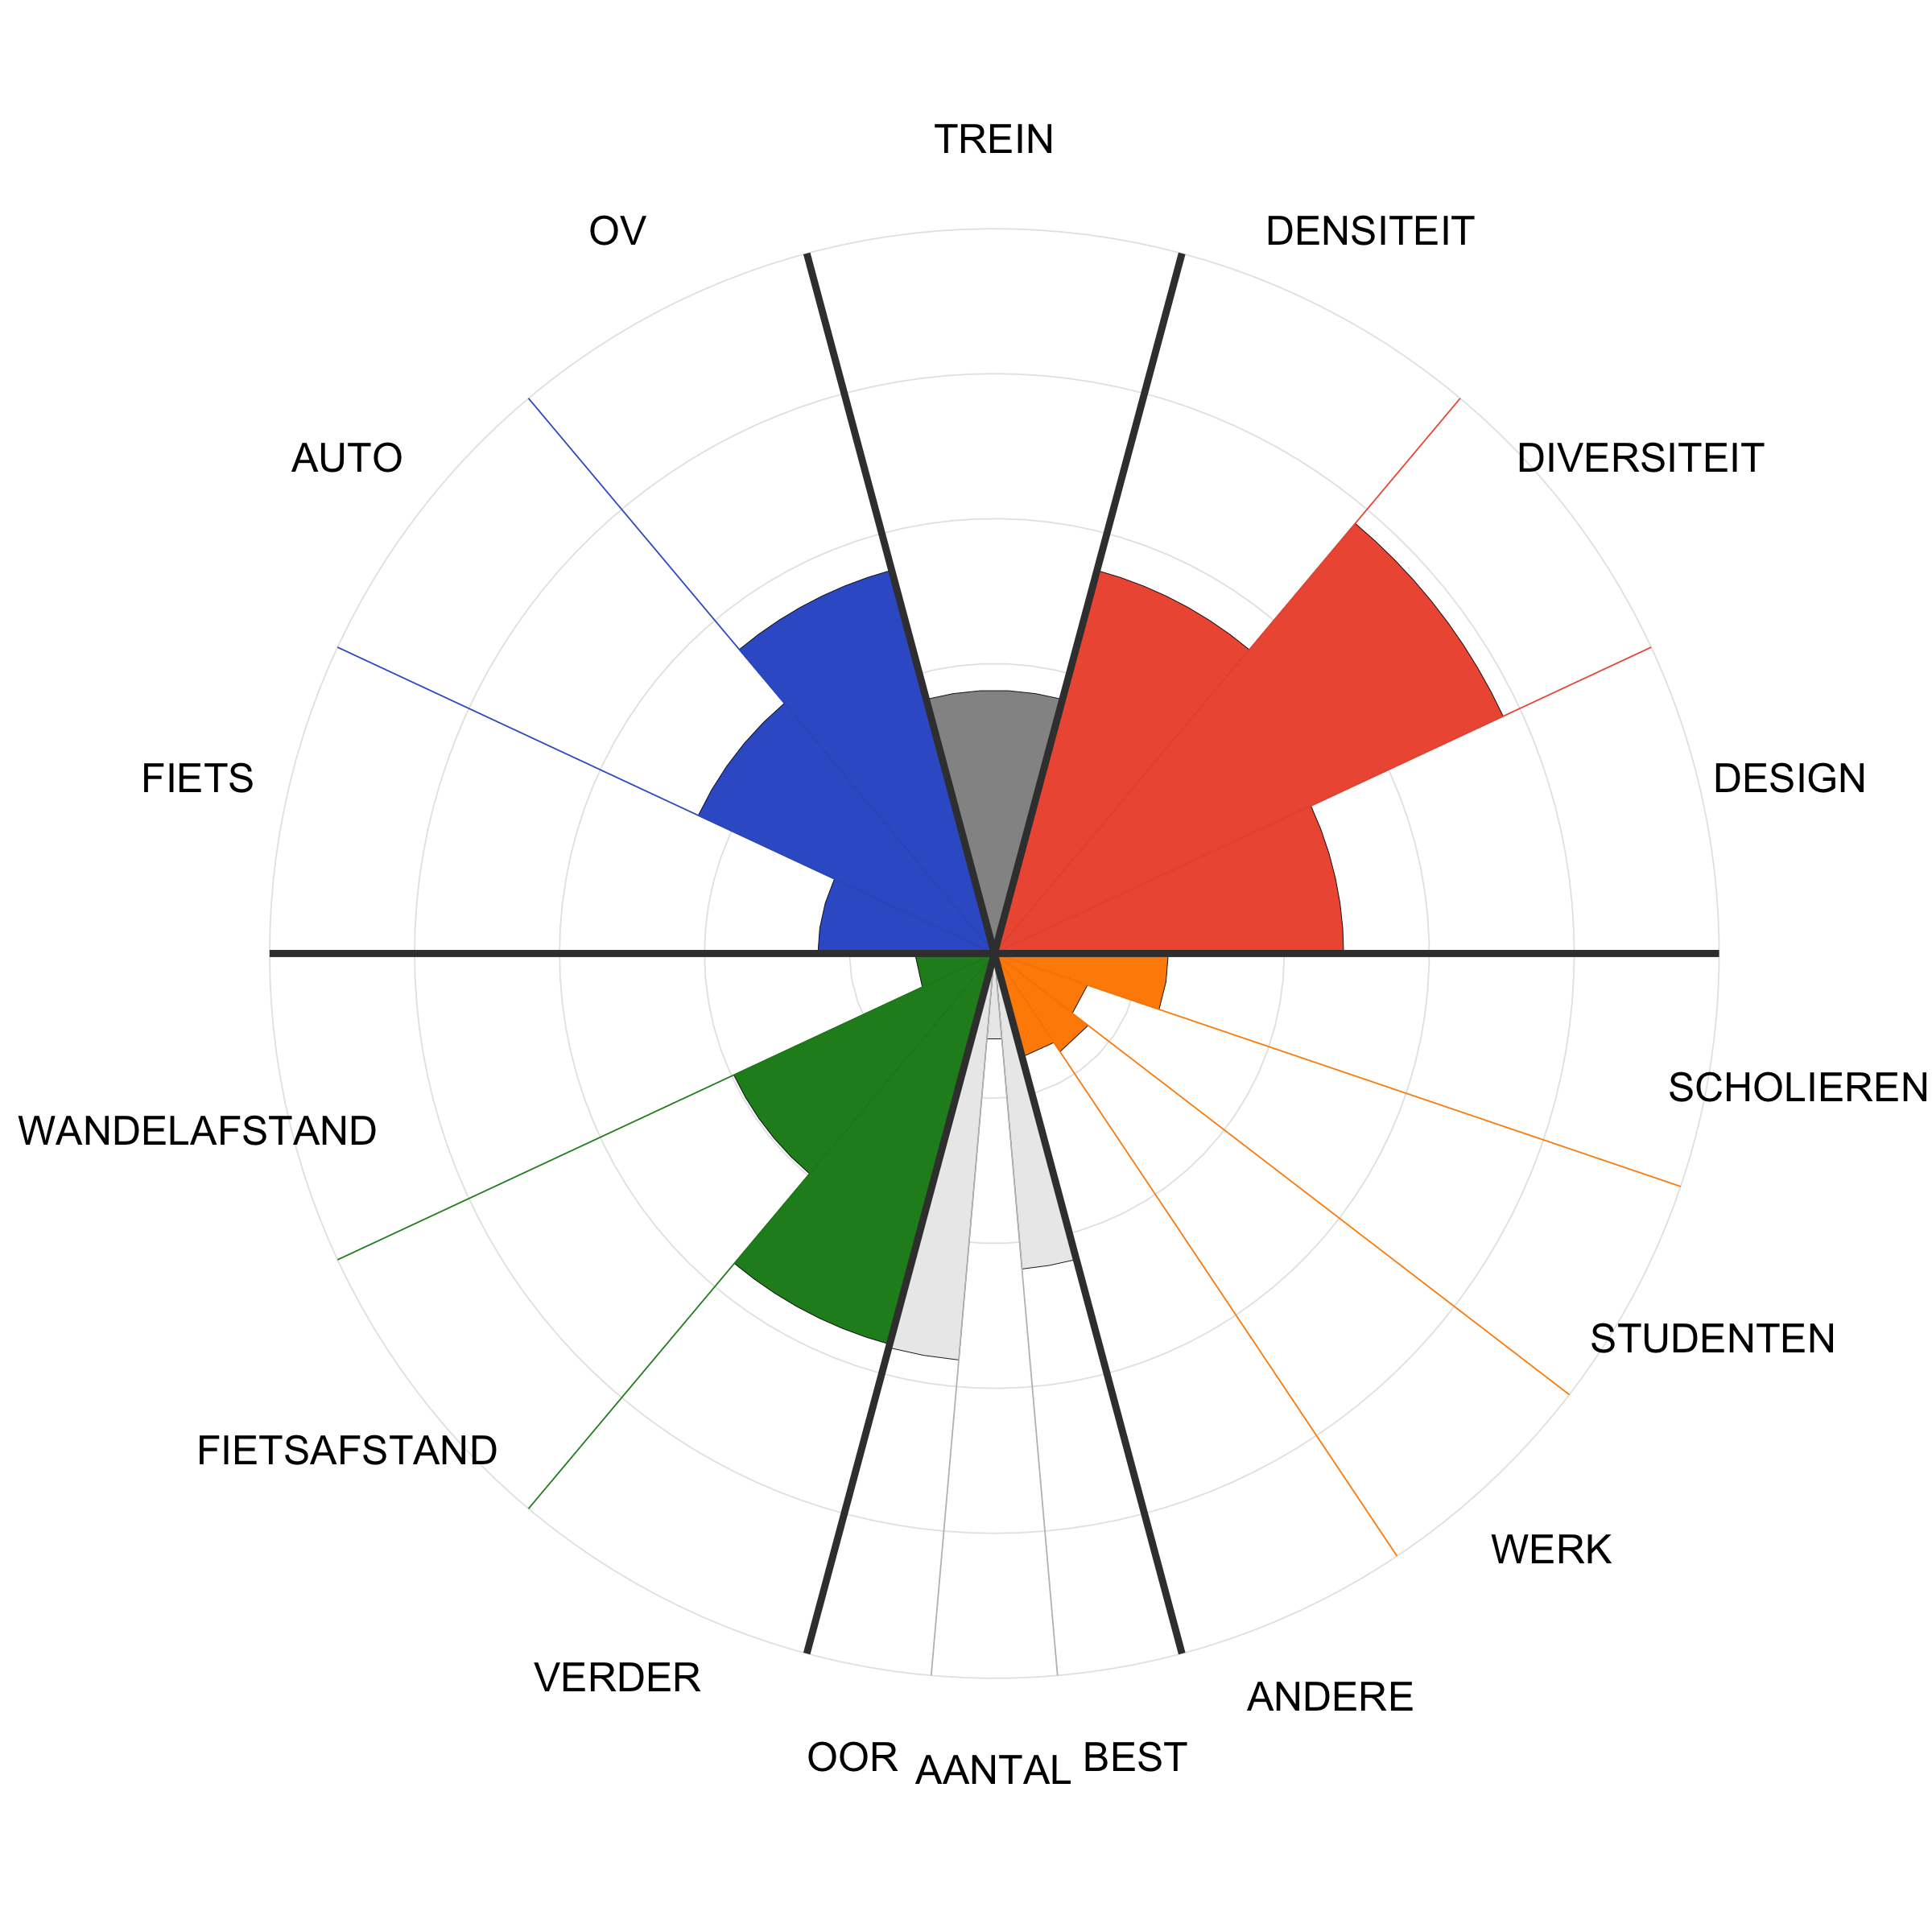 TREIN
OV
DENSITEIT
AUTO
DIVERSITEIT
FIETS
DESIGN
SCHOLIEREN
WANDELAFSTAND
STUDENTEN
FIETSAFSTAND
WERK
VERDER
ANDERE
OOR
AANTAL
BEST